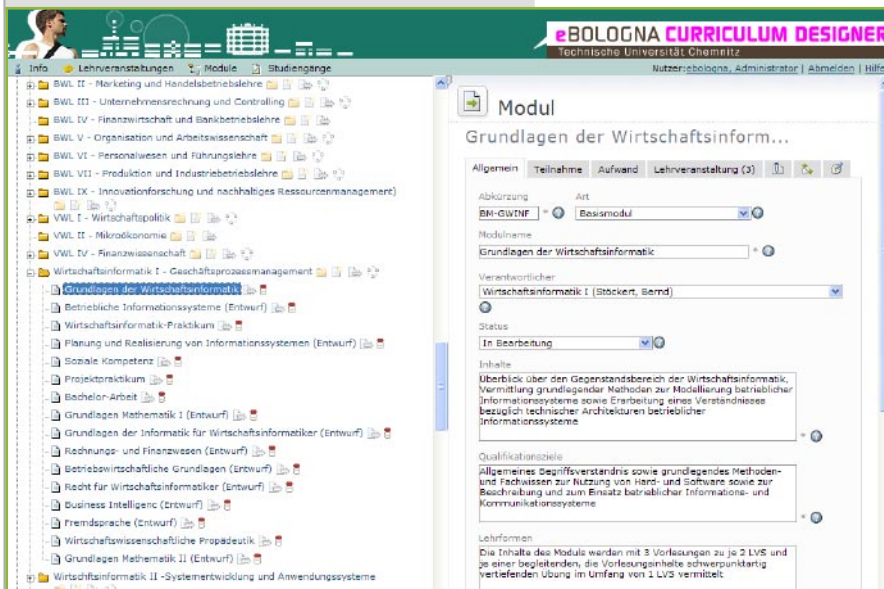 eBOLOGNA CURRICULUM DESIGNER
Technische Universität Chemnitz
Info Lehrveranstaltungen Module Studiengänge
Nutzer:ebologna, Administrator | Abmelden | Hilfe
BWL II - Marketing und Handelsbetriebslehre
BWL III - Unternehmensrechnung und Controlling
BWL IV - Finanzwirtschaft und Bankbetriebslehre
BWL V - Organisation und Arbeitswissenschaft
BWL VI - Personalwesen und Führungslehre
BWL VII - Produktion und Industriebetriebslehre
BWL IX - Innovationforschung und nachhaltiges Ressourcenmanagement)
VWL I - Wirtschaftspolitik
VWL II - Mikroökonomie
VWL IV - Finanzwissenschaft
Wirtschaftsinformatik I - Geschäftsprozessmanagement
Grundlagen der Wirtschaftsinformatik
Betriebliche Informationssysteme (Entwurf)
Wirtschaftsinformatik-Praktikum
Planung und Realisierung von Informationssystemen (Entwurf)
Soziale Kompetenz
Projektpraktikum
Bachelor-Arbeit
Grundlagen Mathematik I (Entwurf)
Grundlagen der Informatik für Wirtschaftsinformatiker (Entwurf)
Rechnungs- und Finanzwesen (Entwurf)
Betriebswirtschaftliche Grundlagen (Entwurf)
Recht für Wirtschaftsinformatiker (Entwurf)
Business Intelligenc (Entwurf)
Fremdsprache (Entwurf)
Wirtschaftswissenschaftliche Propädeutik
Grundlagen Mathematik II (Entwurf)
Wirtschftsinformatik II -Systementwicklung und Anwendungssysteme
Modul
Grundlagen der Wirtschaftsinform...
Allgemein Teilnahme Aufwand Lehrveranstaltung (3)
Abkürzung Art
BM-GWINF * Basismodul
Modulname
Grundlagen der Wirtschaftsinformatik *
Verantwortlicher
Wirtschaftsinformatik I (Stöckert, Bernd)
Status
In Bearbeitung
Inhalte
Überblick über den Gegenstandsbereich der Wirtschaftsinformatik,
Vermittlung grundlegender Methoden zur Modellierung betrieblicher
Informationssysteme sowie Erarbeitung eines Verständnisses
bezüglich technischer Architekturen betrieblicher
Informationssysteme
*
Qualifikationsziele
Allgemeines Begriffsverständnis sowie grundlegendes Methoden-
und Fachwissen zur Nutzung von Hard- und Software sowie zur
Beschreibung und zum Einsatz betrieblicher Informations- und
Kommunikationssysteme
*
Lehrformen
Die Inhalte des Moduls werden mit 3 Vorlesungen zu je 2 LVS und
je einer begleitenden, die Vorlesungsinhalte schwerpunktartig
vertiefenden Übung im Umfang von 1 LVS vermittelt